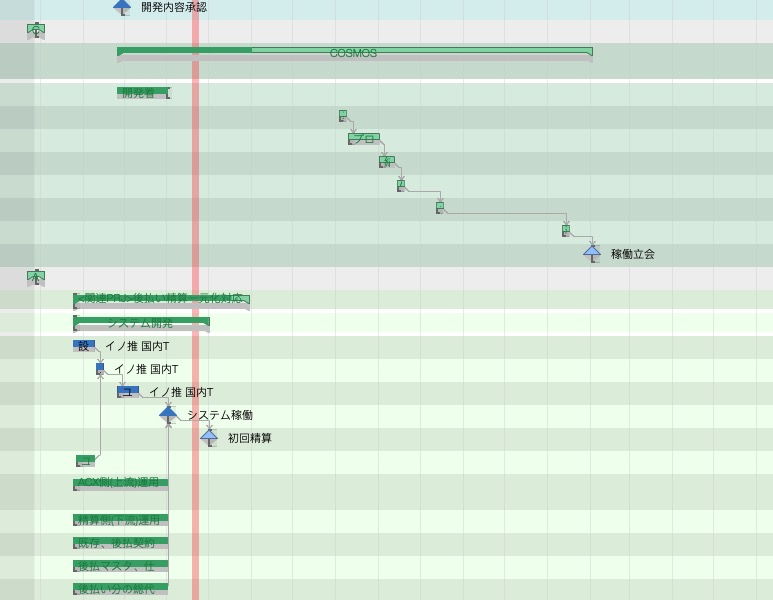 開発内容承認
COSMOS
開発着
プロ
稼働立会
<関連PRJ>後払い精算一元化対応
システム開発
設 イノ推 国内T
イノ推 国内T
ユ イノ推 国内T
システム稼働
初回精算
ユ
ACX側(上流)運用
精算側(下流)運用
既存、後払契約
後払マスタ、仕
後払い分の総代